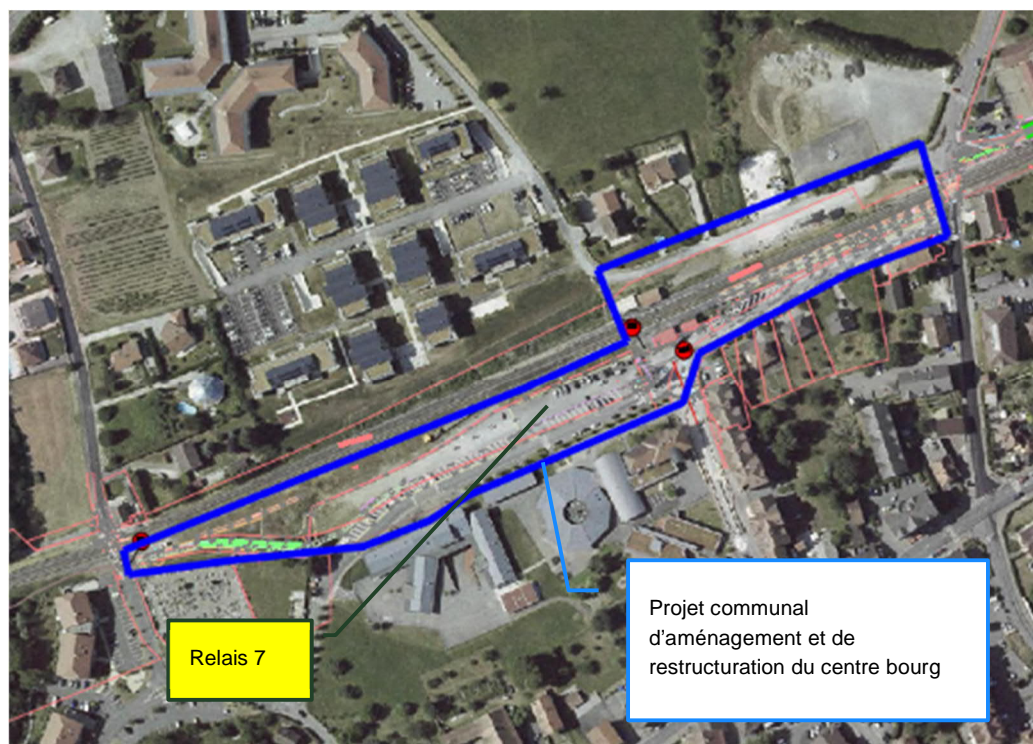 Relais 7
Projet communal
d'aménagement et de
restructuration du centre bourg